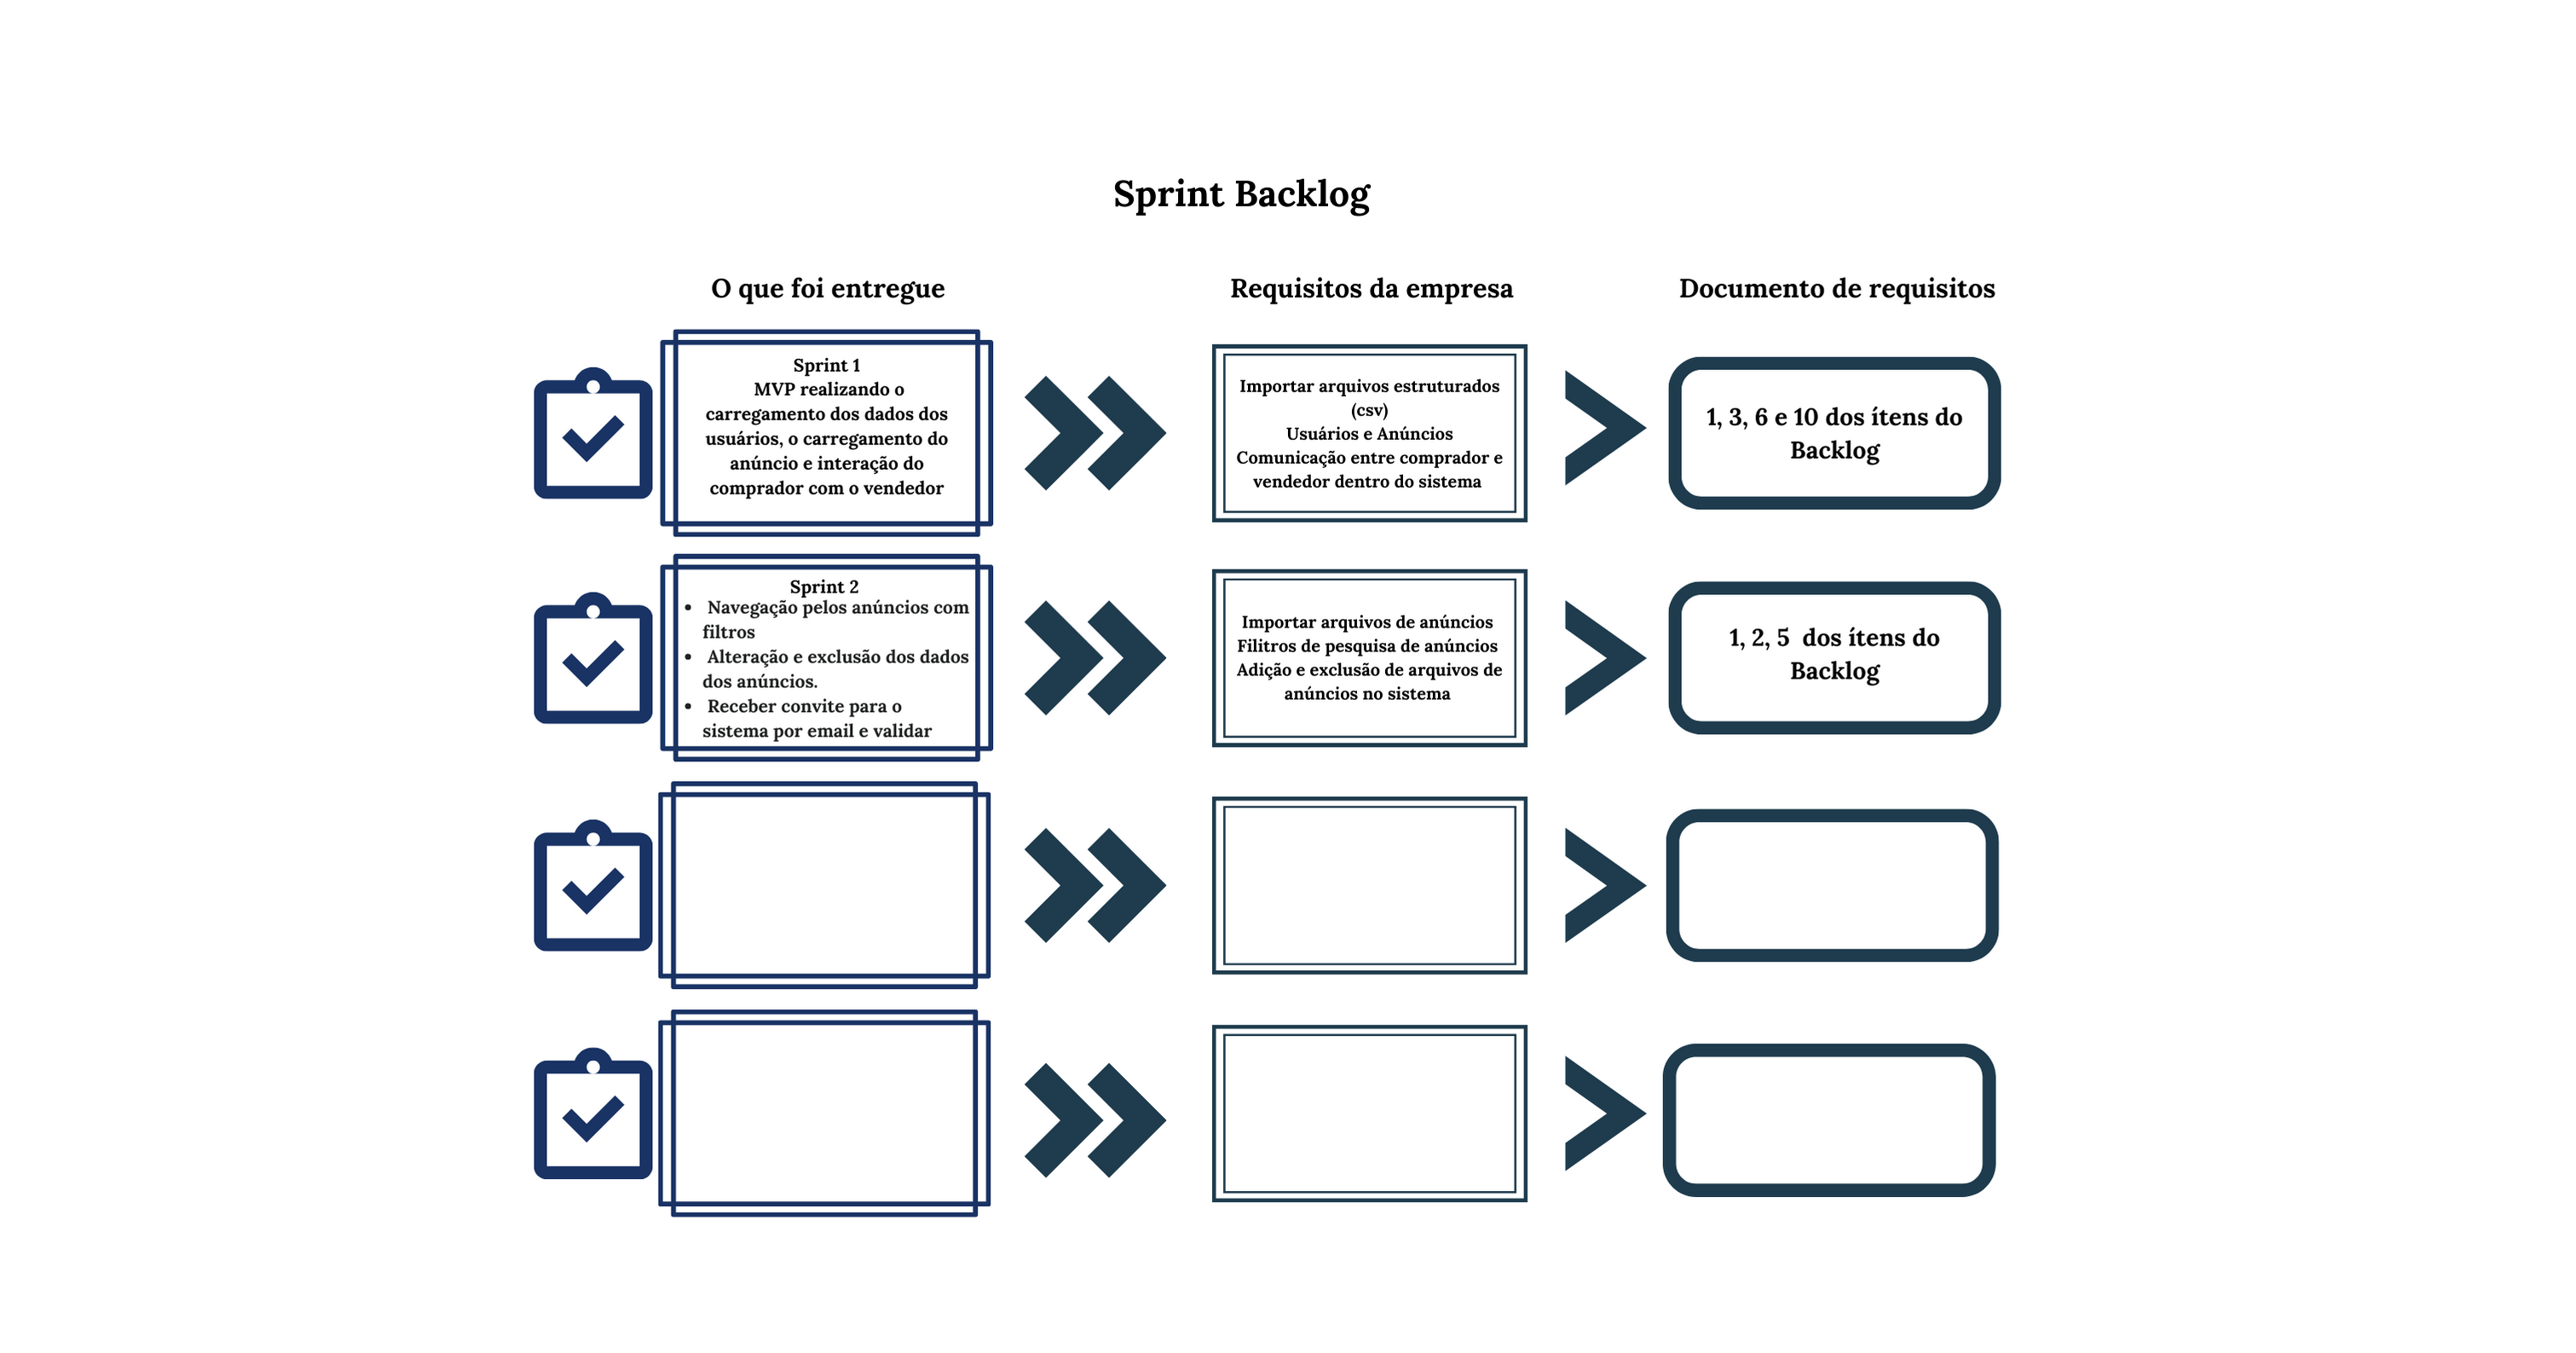 Sprint Backlog
O que foi entregue
Requisitos da empresa
Documento de requisitos
Sprint 1
MVP realizando o
carregamento dos dados dos
usuários, o carregamento do
anúncio e interação do
comprador com o vendedor
Importar arquivos estruturados
(csv)
Usuários e Anúncios
Comunicação entre comprador e
vendedor dentro do sistema
1, 3, 6 e 10 dos ítens do
Backlog
Sprint 2
• Navegação pelos anúncios com
filtros
• Alteração e exclusão dos dados
dos anúncios.
• Receber convite para o
sistema por email e validar
Importar arquivos de anúncios
Filitros de pesquisa de anúncios
Adição e exclusão de arquivos de
anúncios no sistema
1, 2, 5 dos ítens do
Backlog